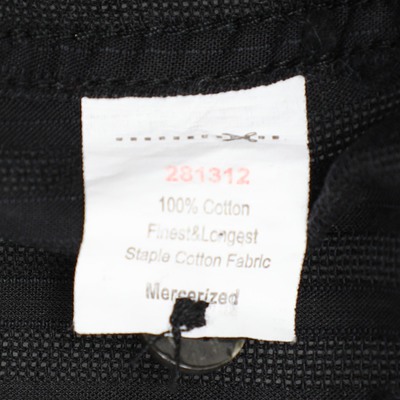 281312
100% Cotton
Finest&Longest
Staple Cotton Fabric
Mercerized